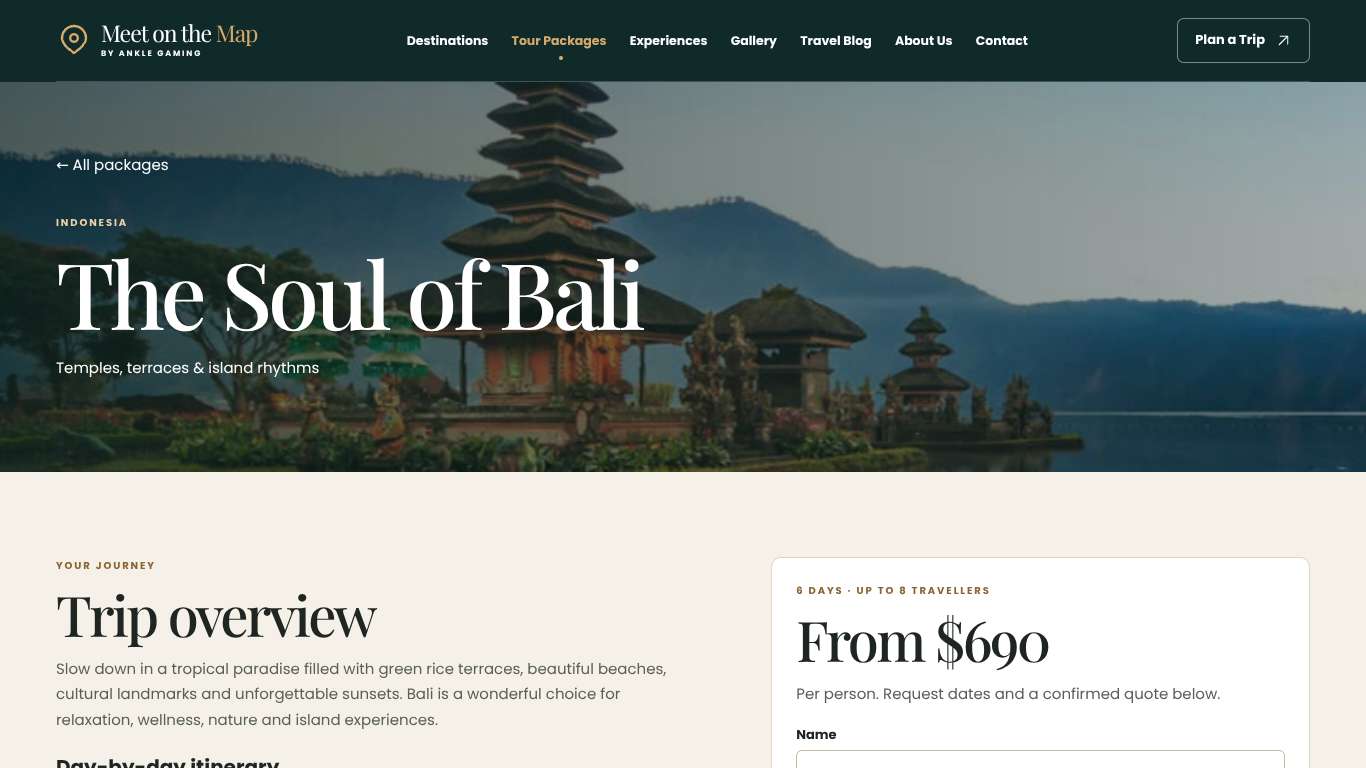 Meet on the Map
BY ANKLE GAMING
Destinations
Tour Packages
Experiences
Gallery
Travel Blog
About Us
Contact
Plan a Trip
← All packages
INDONESIA
The Soul of Bali
Temples, terraces & island rhythms
YOUR JOURNEY
Trip overview
Slow down in a tropical paradise filled with green rice terraces, beautiful beaches,
cultural landmarks and unforgettable sunsets. Bali is a wonderful choice for
relaxation, wellness, nature and island experiences.
Day-by-day itinerary
6 DAYS · UP TO 8 TRAVELLERS
From $690
Per person. Request dates and a confirmed quote below.
Name